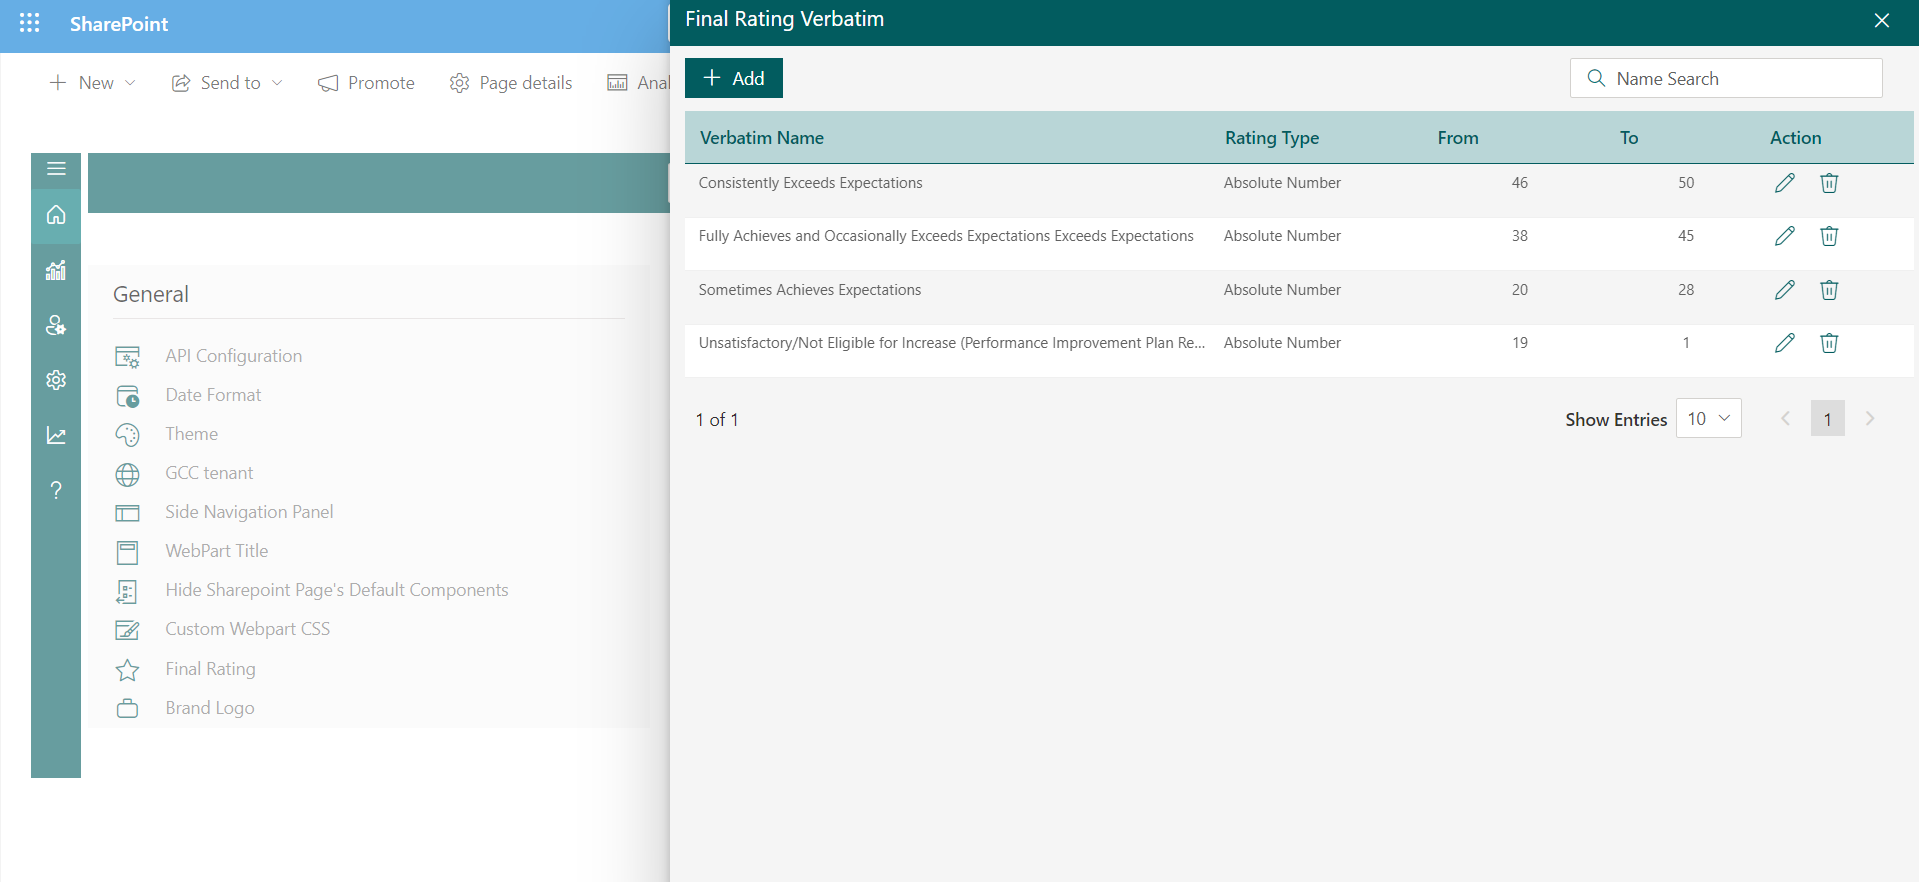 SharePoint
New
Send to
Promote
Page details
Anal
General
API Configuration
Date Format
Theme
GCC tenant
Side Navigation Panel
WebPart Title
Hide Sharepoint Page's Default Components
Custom Webpart CSS
Final Rating
Brand Logo
Final Rating Verbatim
Add
Name Search
Verbatim Name Rating Type From To Action
Consistently Exceeds Expectations Absolute Number 46 50
Fully Achieves and Occasionally Exceeds Expectations Exceeds Expectations Absolute Number 38 45
Sometimes Achieves Expectations Absolute Number 20 28
Unsatisfactory/Not Eligible for Increase (Performance Improvement Plan Re... Absolute Number 19 1
1 of 1
Show Entries 10 1